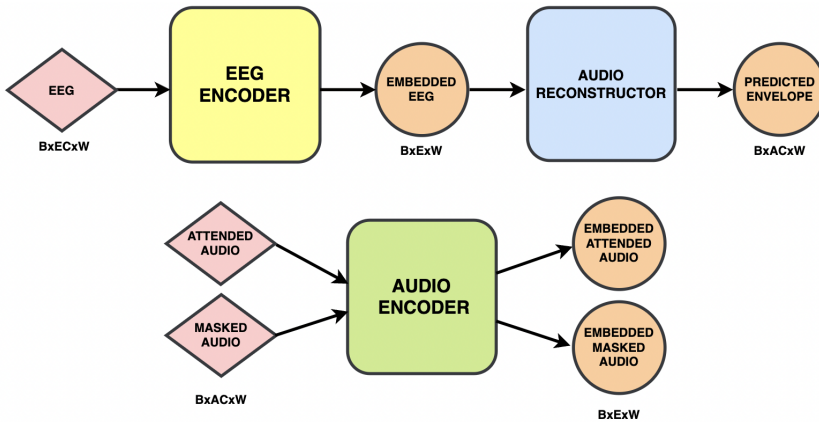 EEG
BxECxW
EEG
ENCODER
EMBEDDED
EEG
BxExW
AUDIO
RECONSTRUCTOR
PREDICTED
ENVELOPE
BxACxW
ATTENDED
AUDIO
MASKED
AUDIO
BxACxW
AUDIO
ENCODER
EMBEDDED
ATTENDED
AUDIO
EMBEDDED
MASKED
AUDIO
BxExW